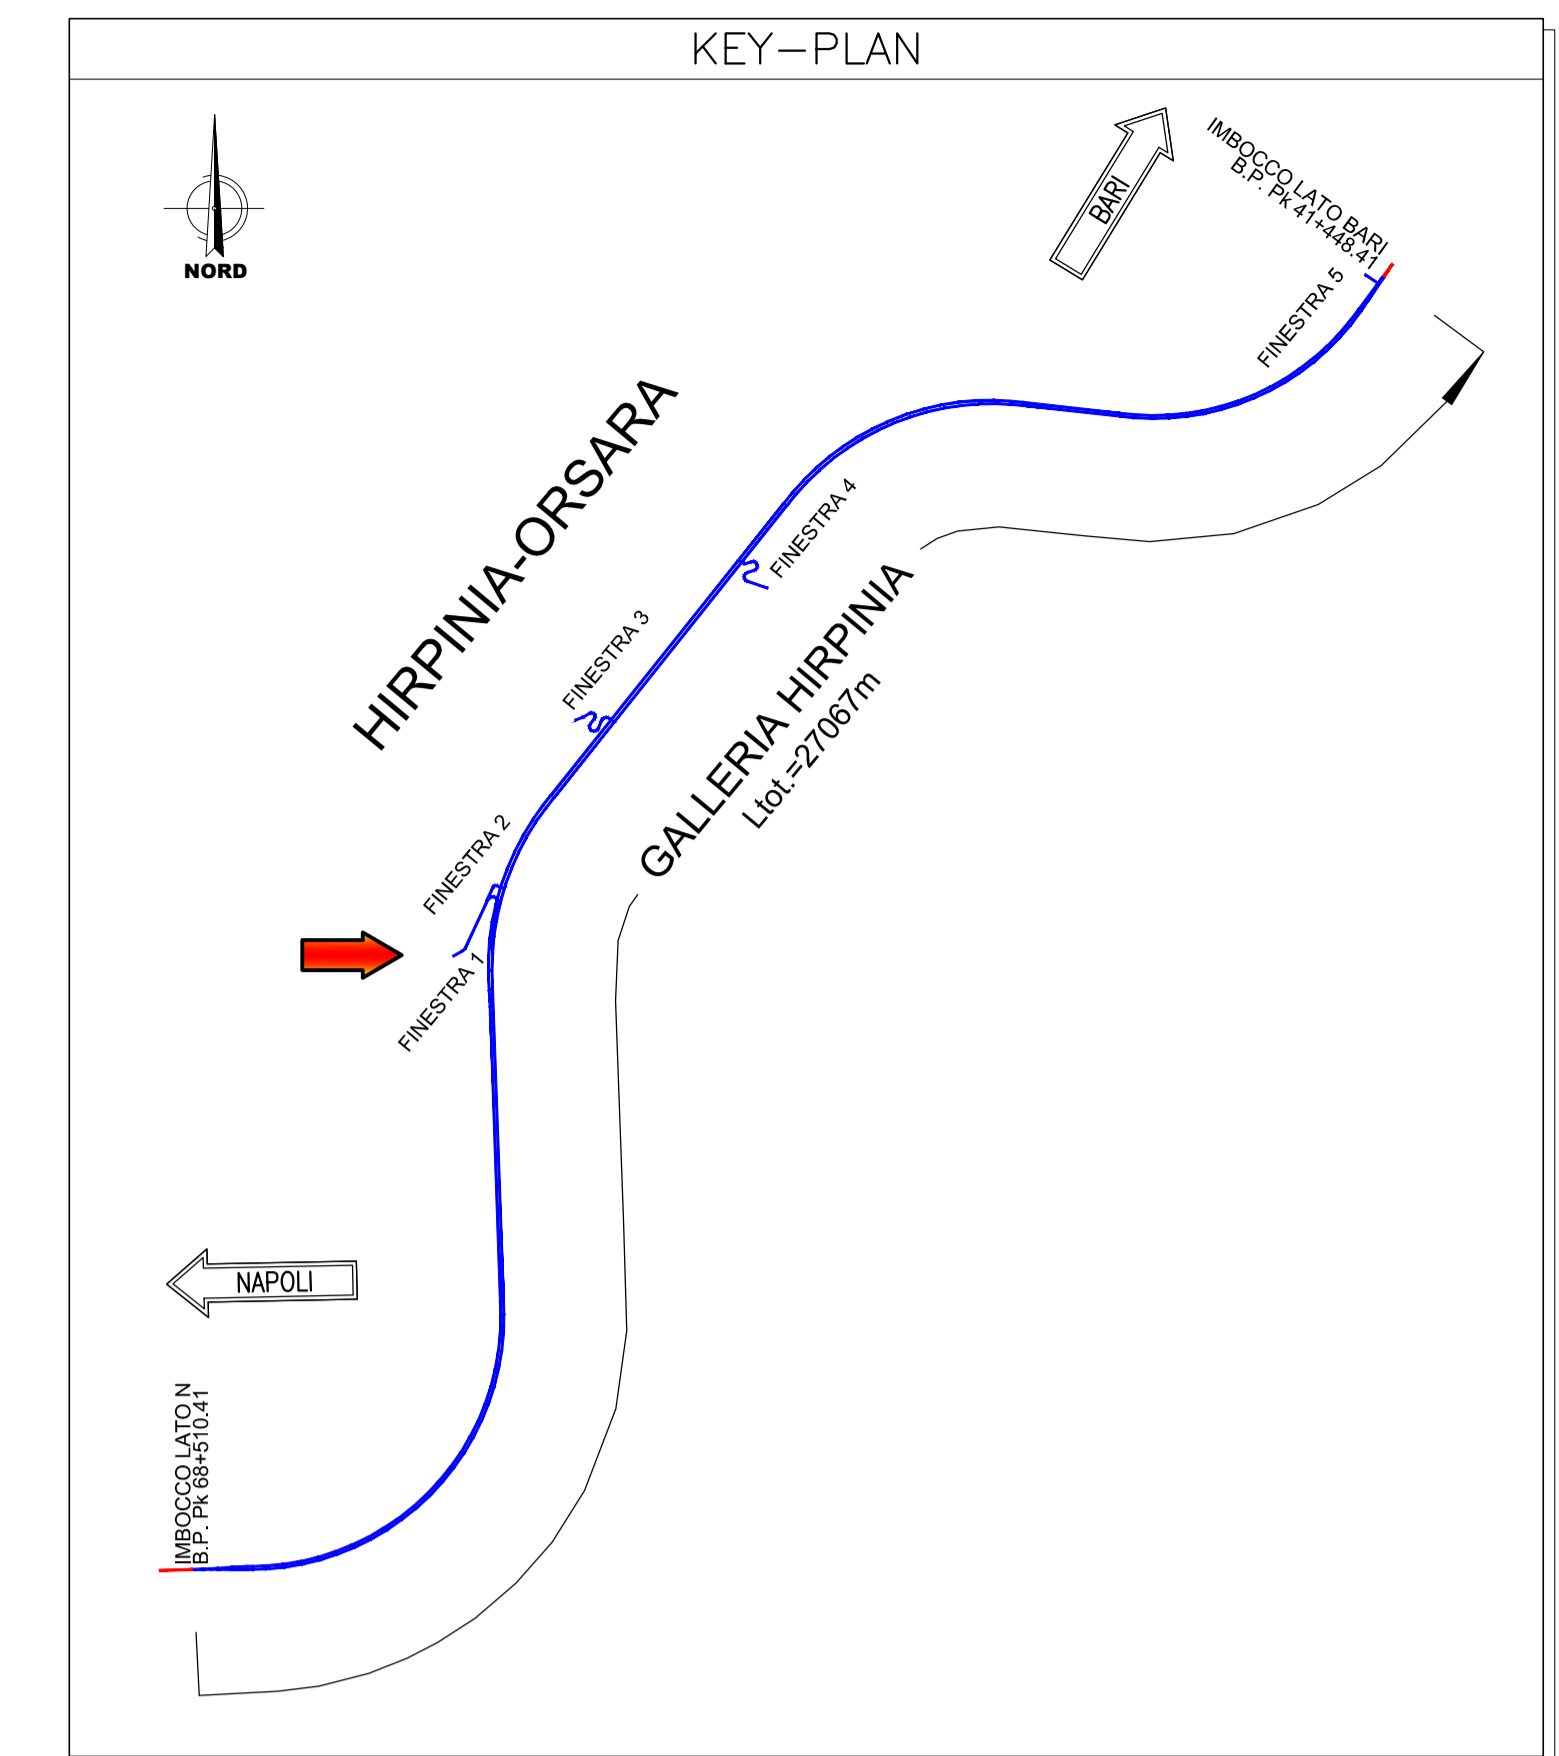 KEY-PLAN
NORD
BARI
IMBOCCO LATO BARI
B.P. Pk 41+448.41
FINESTRA 5
HIRPINIA-ORSARA
FINESTRA 4
FINESTRA 3
GALLERIA HIRPINIA
Ltot.=27067m
FINESTRA 2
FINESTRA 1
NAPOLI
IMBOCCO LATO N
B.P. Pk 68+510.41